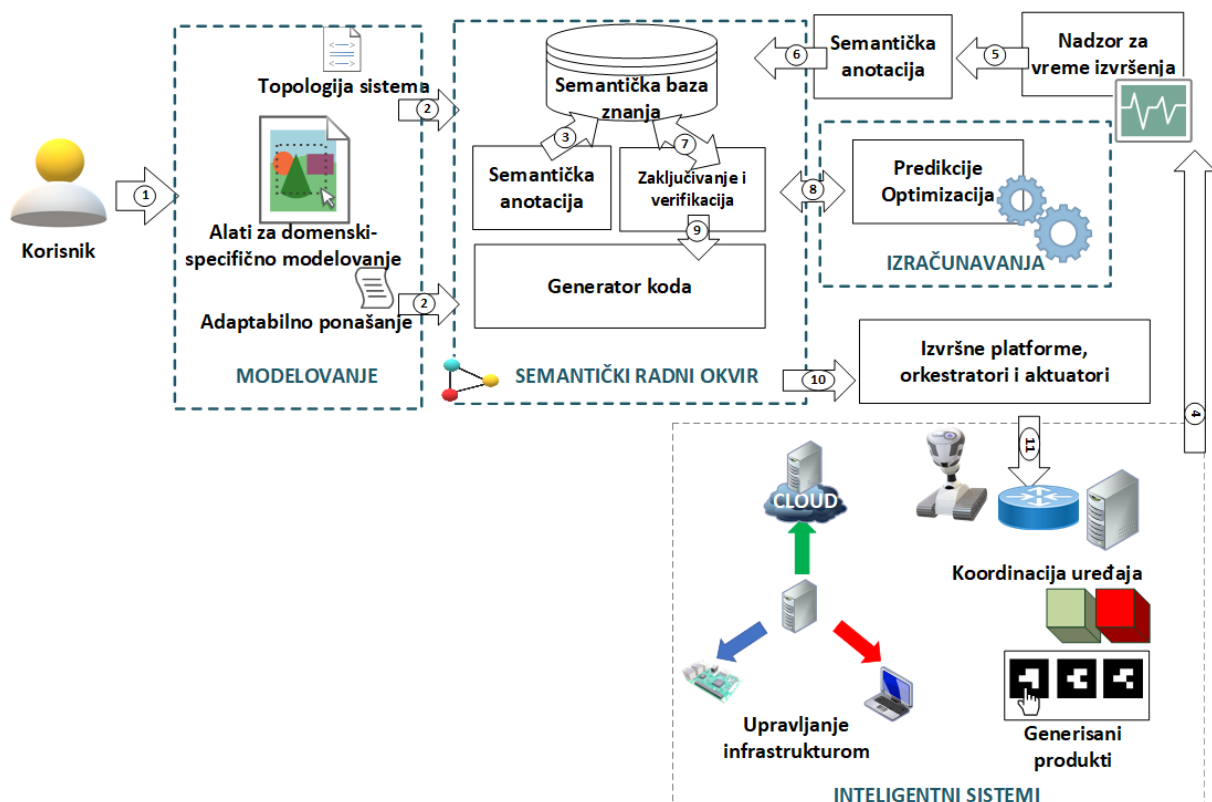 Korisnik
1
Topologija sistema
2
Alati za domenski-
specifično modelovanje
Adaptabilno ponašanje
2
MODELOVANJE
Semantička baza
znanja
3
7
Semantička
anotacija
Zaključivanje i
verifikacija
9
Generator koda
SEMANTIČKI RADNI OKVIR
6
Semantička
anotacija
5
Nadzor za
vreme izvršenja
8
Predikcije
Optimizacija
IZRAČUNAVANJA
10
Izvršne platforme,
orkestratori i aktuatori
4
11
CLOUD
Koordinacija uređaja
Upravljanje
infrastrukturom
Generisani
produkti
INTELIGENTNI SISTEMI